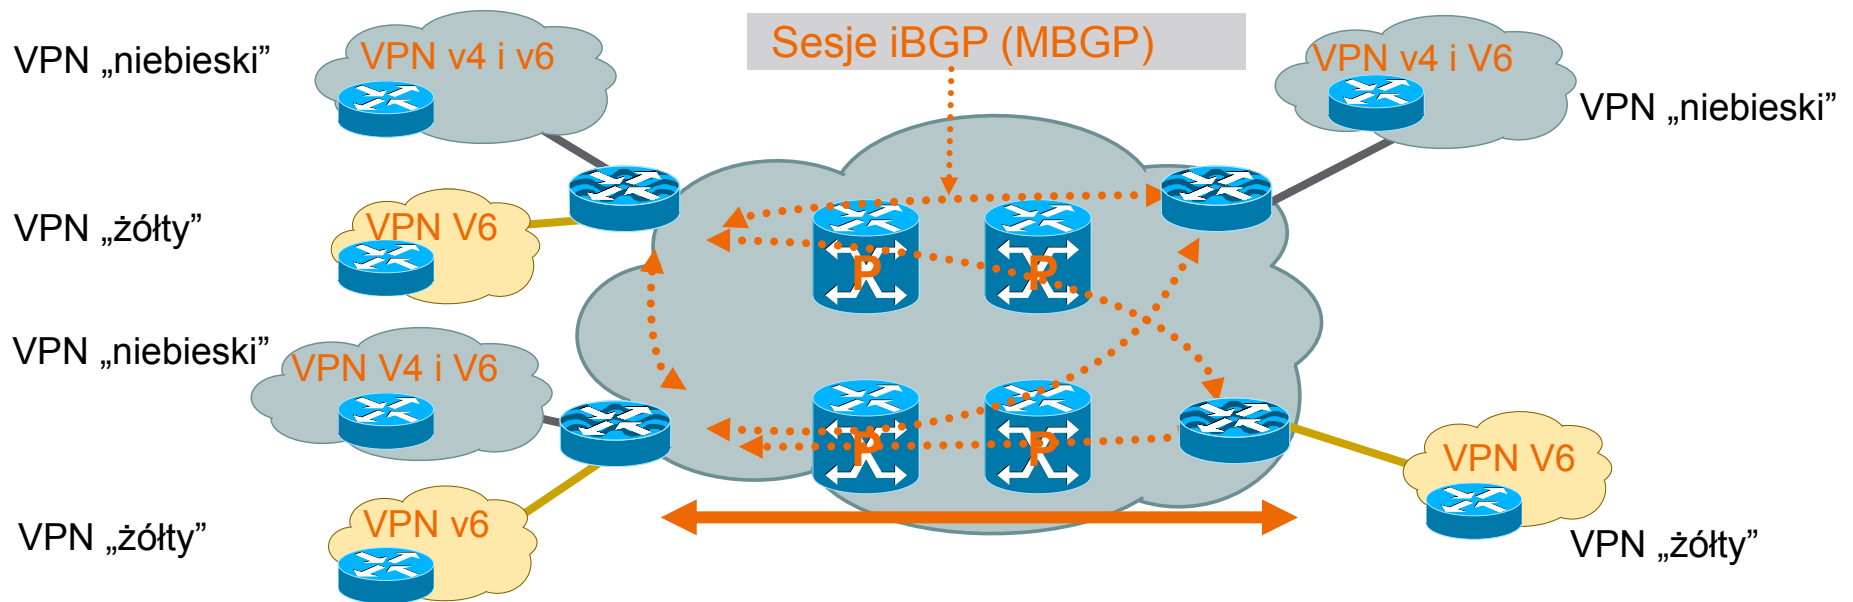 Sesje iBGP (MBGP)
VPN „niebieski”
VPN v4 i v6
VPN v4 i V6
VPN „niebieski”
VPN „żółty”
VPN V6
P
P
VPN „niebieski”
VPN V4 i V6
P
P
VPN V6
VPN „żółty”
VPN „żółty”
VPN v6